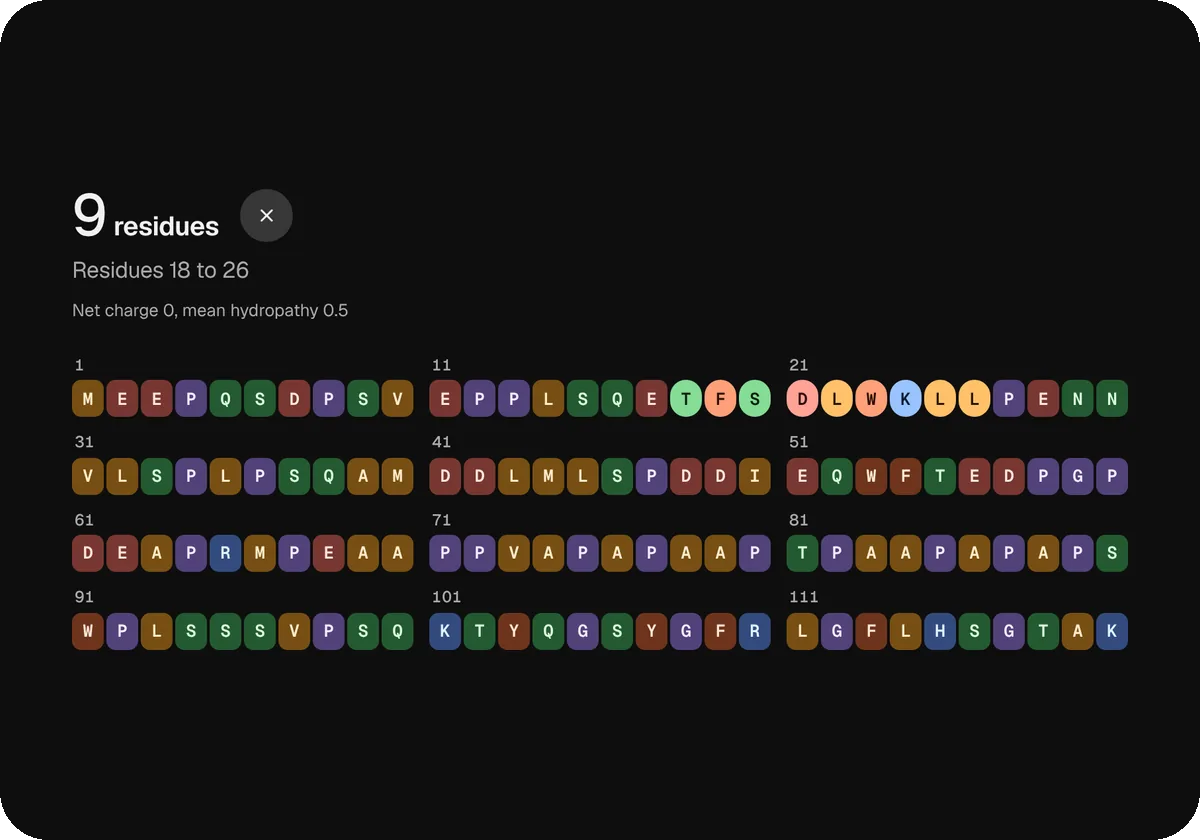 9 residues ×
Residues 18 to 26
Net charge 0, mean hydropathy 0.5
1 11 21
M E E P Q S D P S V E P P L S Q E T F S D L W K L L P E N N
31 41 51
V L S P L P S Q A M D D L M L S P D D I E Q W F T E D P G P
61 71 81
D E A P R M P E A A P P V A P A P A A P T P A A P A P A P S
91 101 111
W P L S S S V P S Q K T Y Q G S Y G F R L G F L H S G T A K